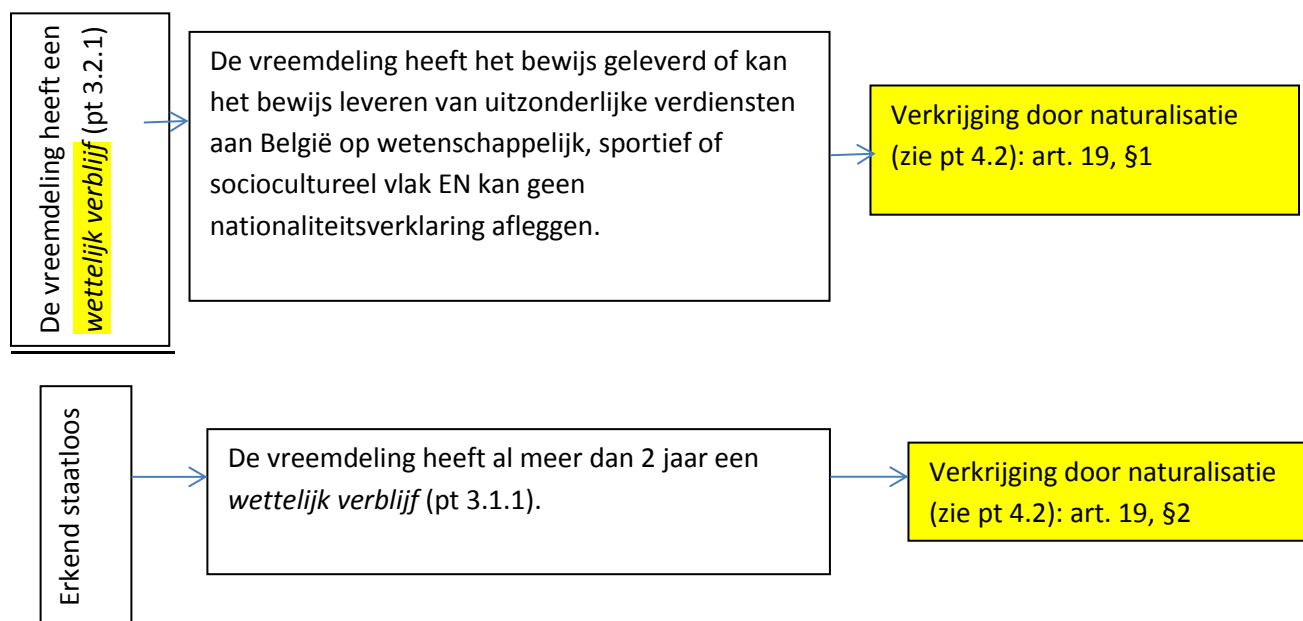 De vreemdeling heeft een
wettelijk verblijf (pt 3.2.1)
De vreemdeling heeft het bewijs geleverd of kan
het bewijs leveren van uitzonderlijke verdiensten
aan België op wetenschappelijk, sportief of
sociocultureel vlak EN kan geen
nationaliteitsverklaring afleggen.
Verkrijging door naturalisatie
(zie pt 4.2): art. 19, §1
Erkend staatloos
De vreemdeling heeft al meer dan 2 jaar een
wettelijk verblijf (pt 3.1.1).
Verkrijging door naturalisatie
(zie pt 4.2): art. 19, §2